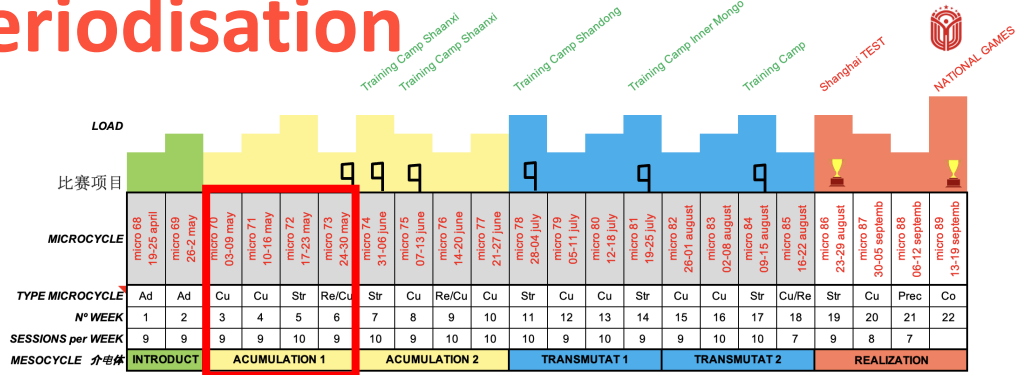 eriodisation
Training Camp Shaanxi
Training Camp Shaanxi
Training Camp Shandong
Training Camp Inner Mongo
Training Camp
Shanghai TEST
NATIONAL GAMES
LOAD
比赛项目
MICROCYCLE
micro 68
19-25 april
micro 69
26-2 may
micro 70
03-09 may
micro 71
10-16 may
micro 72
17-23 may
micro 73
24-30 may
micro 74
31-06 june
micro 75
07-13 june
micro 76
14-20 june
micro 77
21-27 june
micro 78
28-04 july
micro 79
05-11 july
micro 80
12-18 july
micro 81
19-25 july
micro 82
26-01 august
micro 83
02-08 august
micro 84
09-15 august
micro 85
16-22 august
micro 86
23-29 august
micro 87
30-05 septemb
micro 88
06-12 septemb
micro 89
13-19 septemb
TYPE MICROCYCLE Ad Ad Cu Cu Str Re/Cu Str Cu Re/Cu Cu Str Cu Cu Str Cu Cu Str Cu/Re Str Cu Prec Co
Nº WEEK 1 2 3 4 5 6 7 8 9 10 11 12 13 14 15 16 17 18 19 20 21 22
SESSIONS per WEEK 9 9 9 9 10 9 10 10 10 10 10 9 10 9 9 10 10 7 9 8 7
MESOCYCLE 介电体 INTRODUCT ACUMULATION 1 ACUMULATION 2 TRANSMUTAT 1 TRANSMUTAT 2 REALIZATION